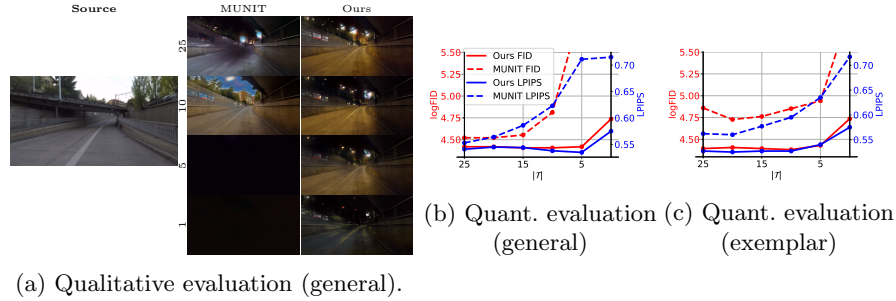 Source
MUNIT
Ours
25
10
5
1
(a) Qualitative evaluation (general).
5.50
5.25
5.00
4.75
4.50
logFID
Ours FID
MUNIT FID
Ours LPIPS
MUNIT LPIPS
0.70
0.65
0.60
0.55
LPIPS
25
15
5
|T|
(b) Quant. evaluation
(general)
5.50
5.25
5.00
4.75
4.50
logFID
0.70
0.65
0.60
0.55
LPIPS
25
15
5
|T|
(c) Quant. evaluation
(exemplar)